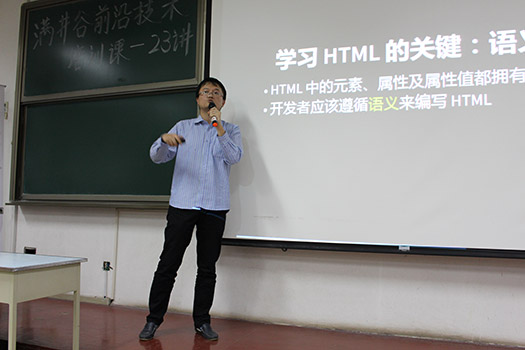 满井谷前沿技术
培训课—23讲
学习 HTML 的关键：语义
• HTML 中的元素、属性及属性值都拥有
• 开发者应该遵循语义来编写 HTML